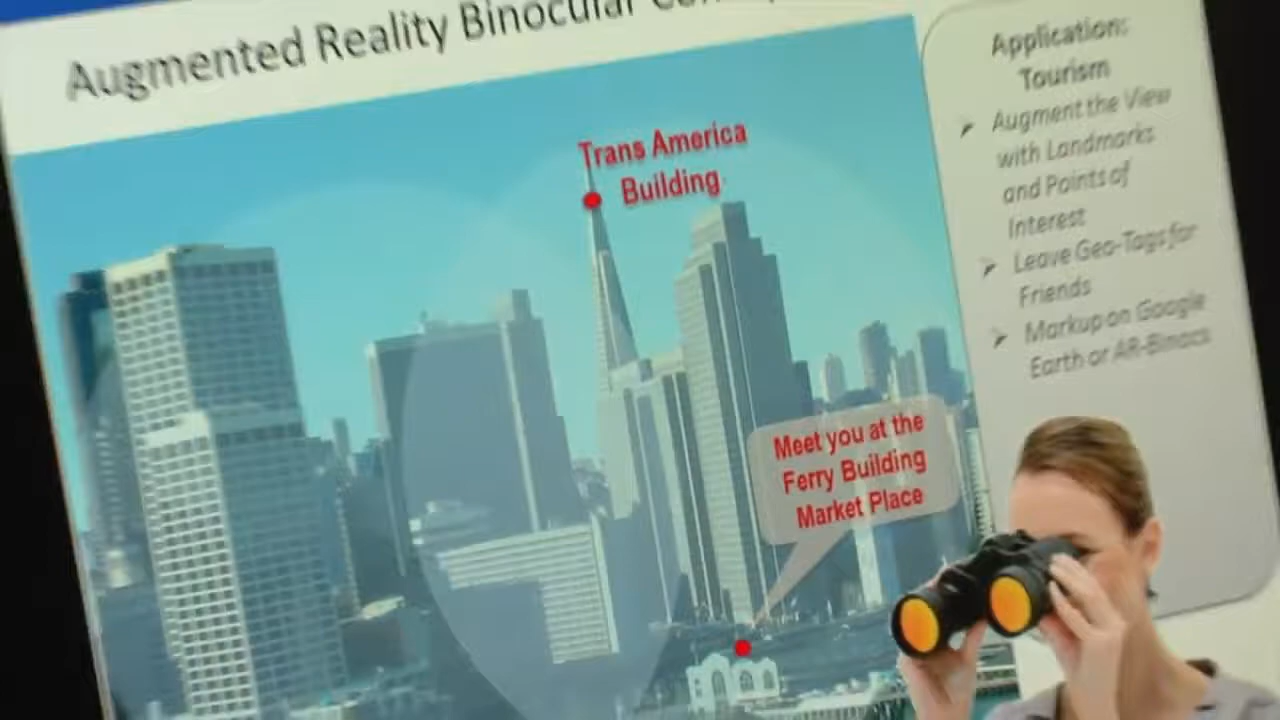 Augmented Reality Binocular
Trans America
Building
Meet you at the
Ferry Building
Market Place
Application:
Tourism
Augment the View
with Landmarks
and Points of
Interest
Leave Geo-Tags for
Friends
Markup on Google
Earth or AR-Binocs